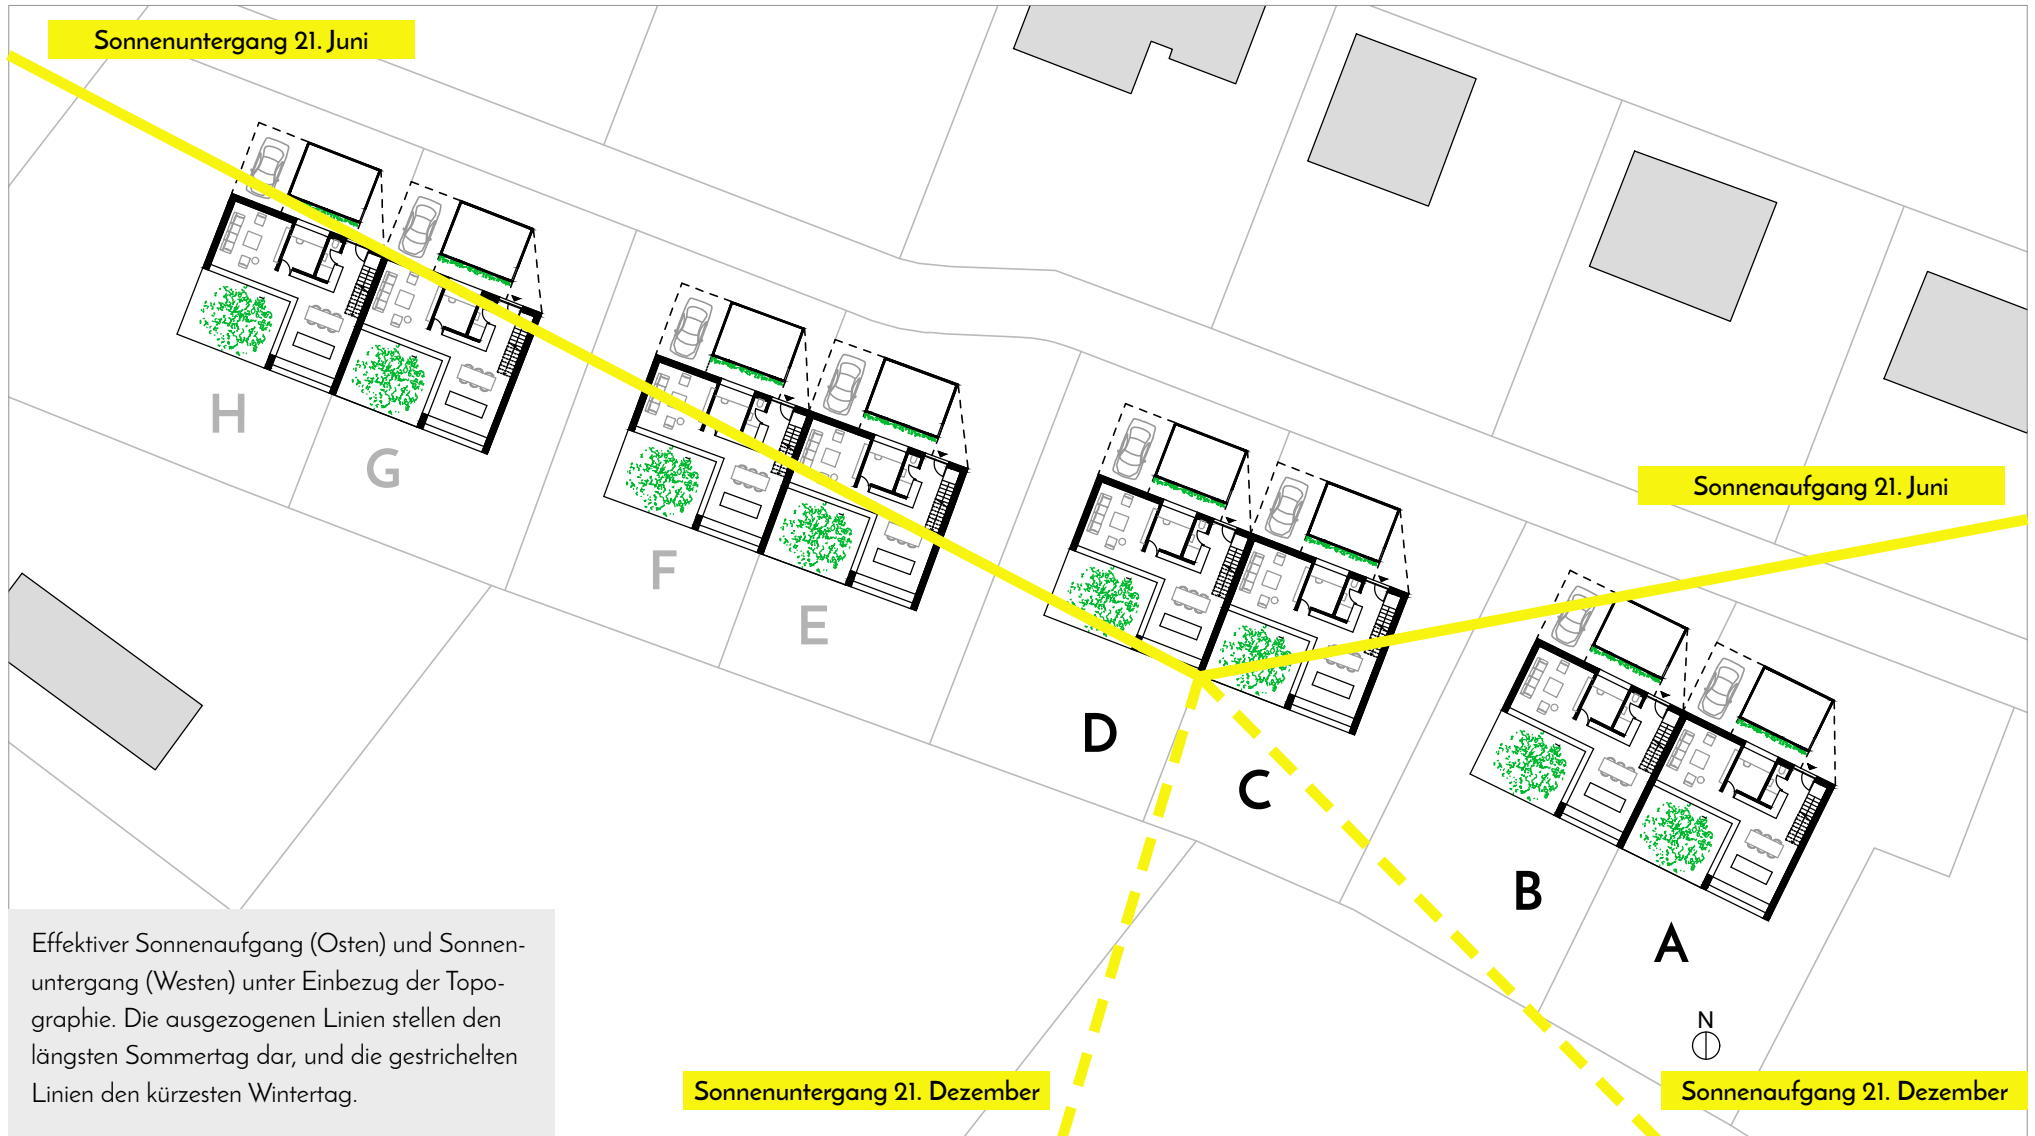 Sonnenuntergang 21. Juni
H
G
F
E
Sonnenaufgang 21. Juni
D
C
B
A
N
Effektiver Sonnenaufgang (Osten) und Sonnen-
untergang (Westen) unter Einbezug der Topo-
graphie. Die ausgezogenen Linien stellen den
längsten Sommertag dar, und die gestrichelten
Linien den kürzesten Wintertag.
Sonnenuntergang 21. Dezember
Sonnenaufgang 21. Dezember